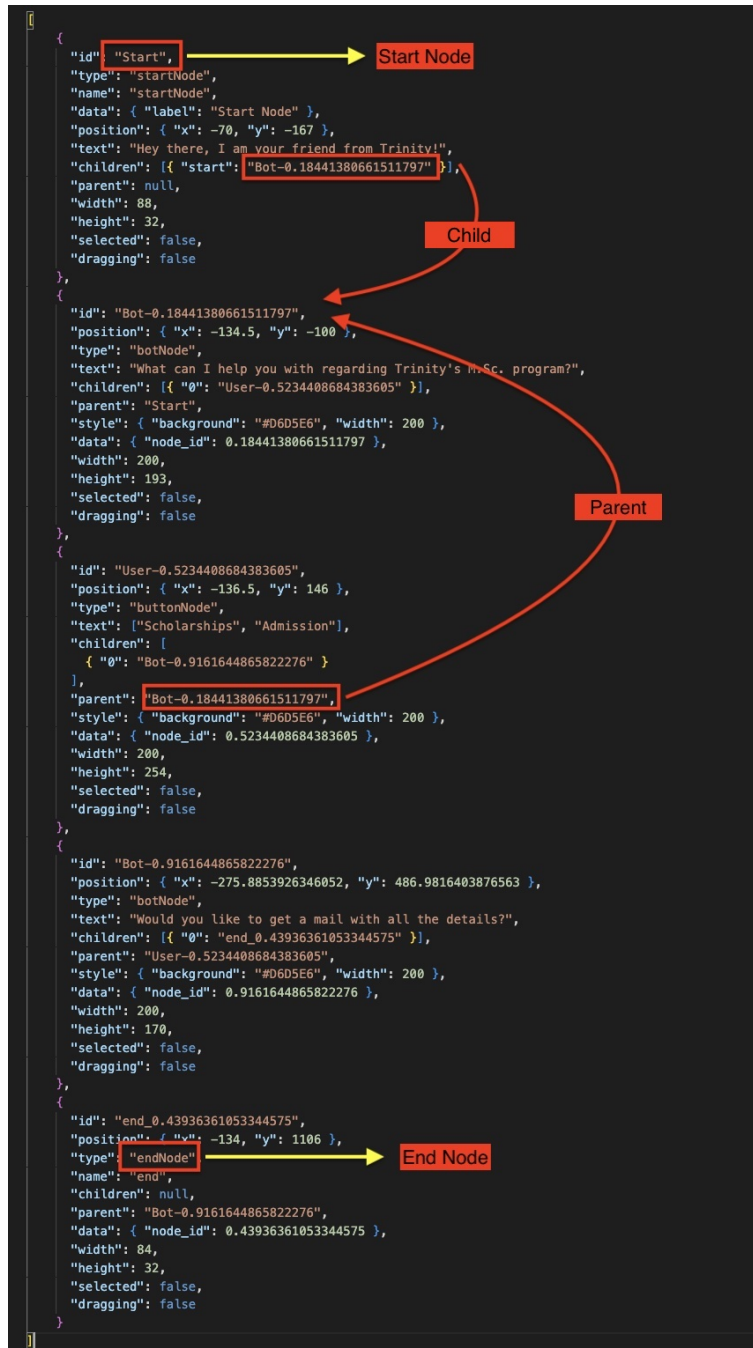 [
{
"id": "Start", Start Node
"type": "startNode",
"name": "startNode",
"data": { "label": "Start Node" },
"position": { "x": -70, "y": -167 },
"text": "Hey there, I am your friend from Trinity!",
"children": [{ "start": "Bot-0.18441380661511797" }],
"parent": null,
"width": 88,
"height": 32,
"selected": false, Child
"dragging": false
},
{
"id": "Bot-0.18441380661511797",
"position": { "x": -134.5, "y": -100 },
"type": "botNode",
"text": "What can I help you with regarding Trinity's M.Sc. program?",
"children": [{ "0": "User-0.5234408684383605" }],
"parent": "Start",
"style": { "background": "#D6D5E6", "width": 200 },
"data": { "node_id": 0.18441380661511797 },
"width": 200,
"height": 193,
"selected": false, Parent
"dragging": false
},
{
"id": "User-0.5234408684383605",
"position": { "x": -136.5, "y": 146 },
"type": "buttonNode",
"text": ["Scholarships", "Admission"],
"children": [
{ "0": "Bot-0.9161644865822276" }
],
"parent": "Bot-0.18441380661511797",
"style": { "background": "#D6D5E6", "width": 200 },
"data": { "node_id": 0.5234408684383605 },
"width": 200,
"height": 254,
"selected": false,
"dragging": false
},
{
"id": "Bot-0.9161644865822276",
"position": { "x": -275.8853926346052, "y": 486.9816403876563 },
"type": "botNode",
"text": "Would you like to get a mail with all the details?",
"children": [{ "0": "end_0.43936361053344575" }],
"parent": "User-0.5234408684383605",
"style": { "background": "#D6D5E6", "width": 200 },
"data": { "node_id": 0.9161644865822276 },
"width": 200,
"height": 170,
"selected": false,
"dragging": false
},
{
"id": "end_0.43936361053344575",
"position": { "x": -134, "y": 1106 },
"type": "endNode", End Node
"name": "end",
"children": null,
"parent": "Bot-0.9161644865822276",
"data": { "node_id": 0.43936361053344575 },
"width": 84,
"height": 32,
"selected": false,
"dragging": false
}
]